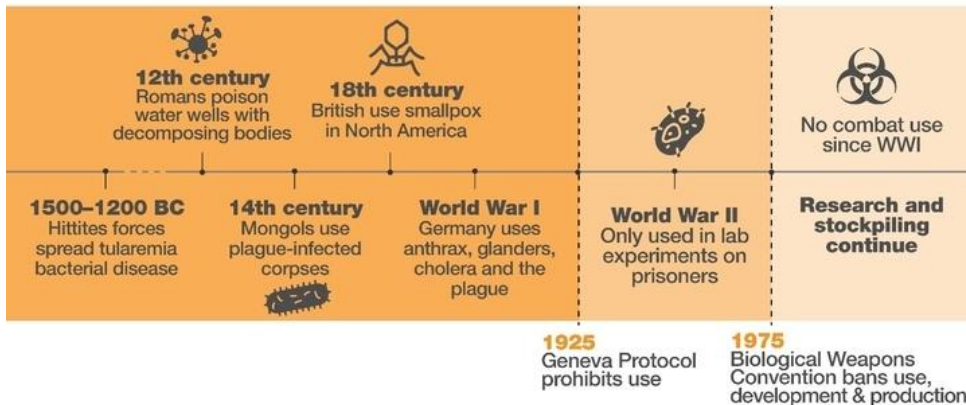 12th century
Romans poison
water wells with
decomposing bodies
18th century
British use smallpox
in North America
No combat use
since WWI
1500–1200 BC
Hittites forces
spread tularemia
bacterial disease
14th century
Mongols use
plague-infected
corpses
World War I
Germany uses
anthrax, glanders,
cholera and the
plague
World War II
Only used in lab
experiments on
prisoners
Research and
stockpiling
continue
1925
Geneva Protocol
prohibits use
1975
Biological Weapons
Convention bans use,
development & production